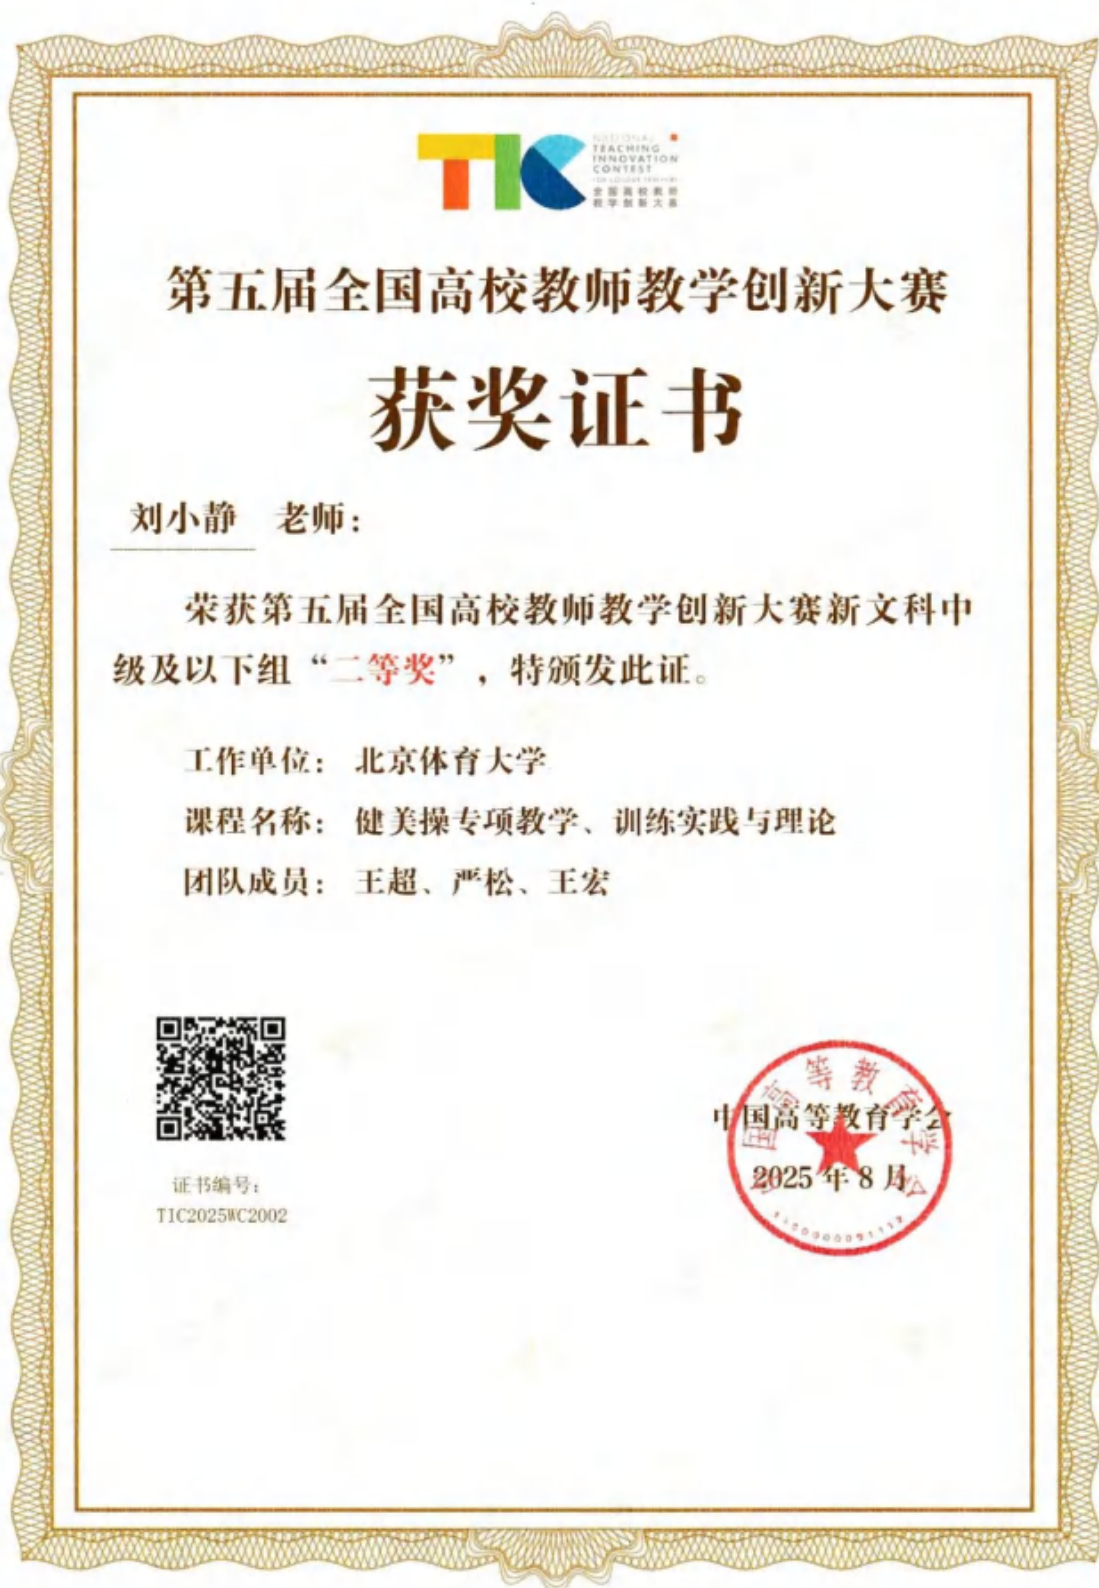 NATIONAL
TEACHING
INNOVATION
CONTEST
全国高校教师
教学创新大赛
第五届全国高校教师教学创新大赛
获奖证书
刘小静 老师：
荣获第五届全国高校教师教学创新大赛新文科中
级及以下组“二等奖”，特颁发此证。
工作单位： 北京体育大学
课程名称： 健美操专项教学、训练实践与理论
团队成员： 王超、严松、王宏
中国高等教育学会
2025 年 8 月
证书编号：
TIC2025WC2002